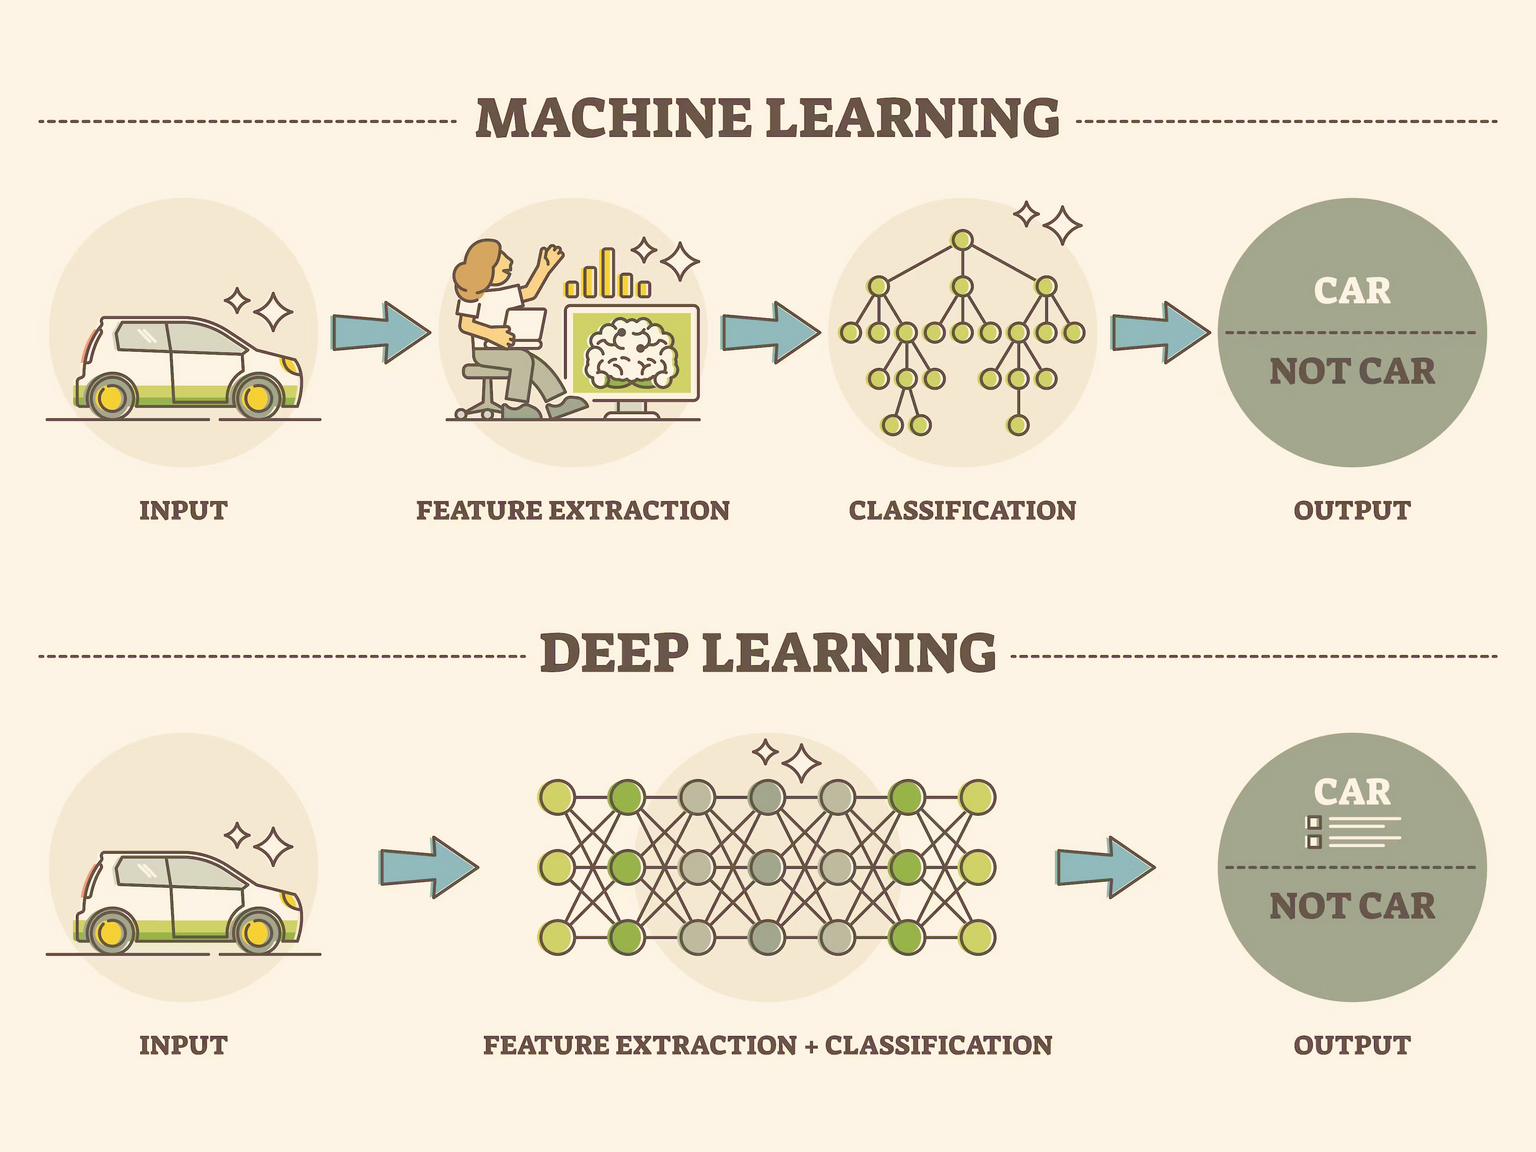 MACHINE LEARNING
CAR
NOT CAR
INPUT
FEATURE EXTRACTION
CLASSIFICATION
OUTPUT
DEEP LEARNING
CAR
NOT CAR
INPUT
FEATURE EXTRACTION + CLASSIFICATION
OUTPUT